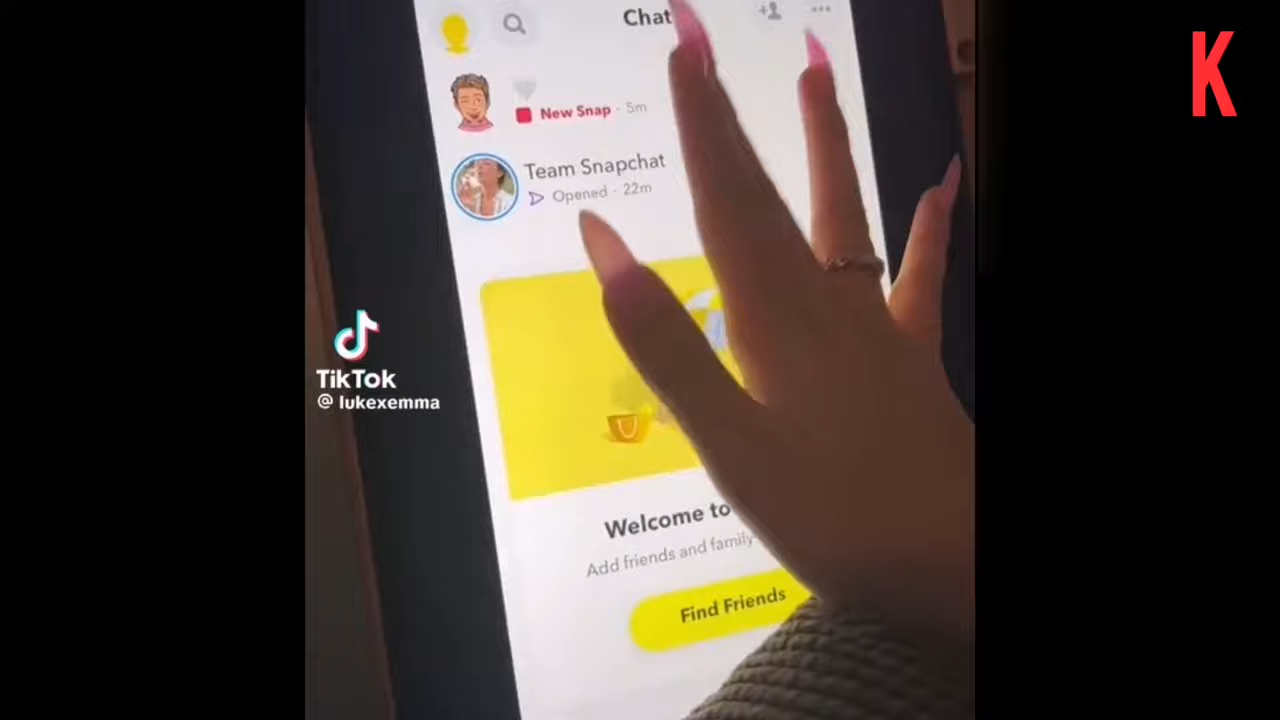 K
Chat
New Snap · 5m
Team Snapchat
Opened · 22m
Welcome to
Add friends and family
Find Friends
TikTok
@ lukexemma